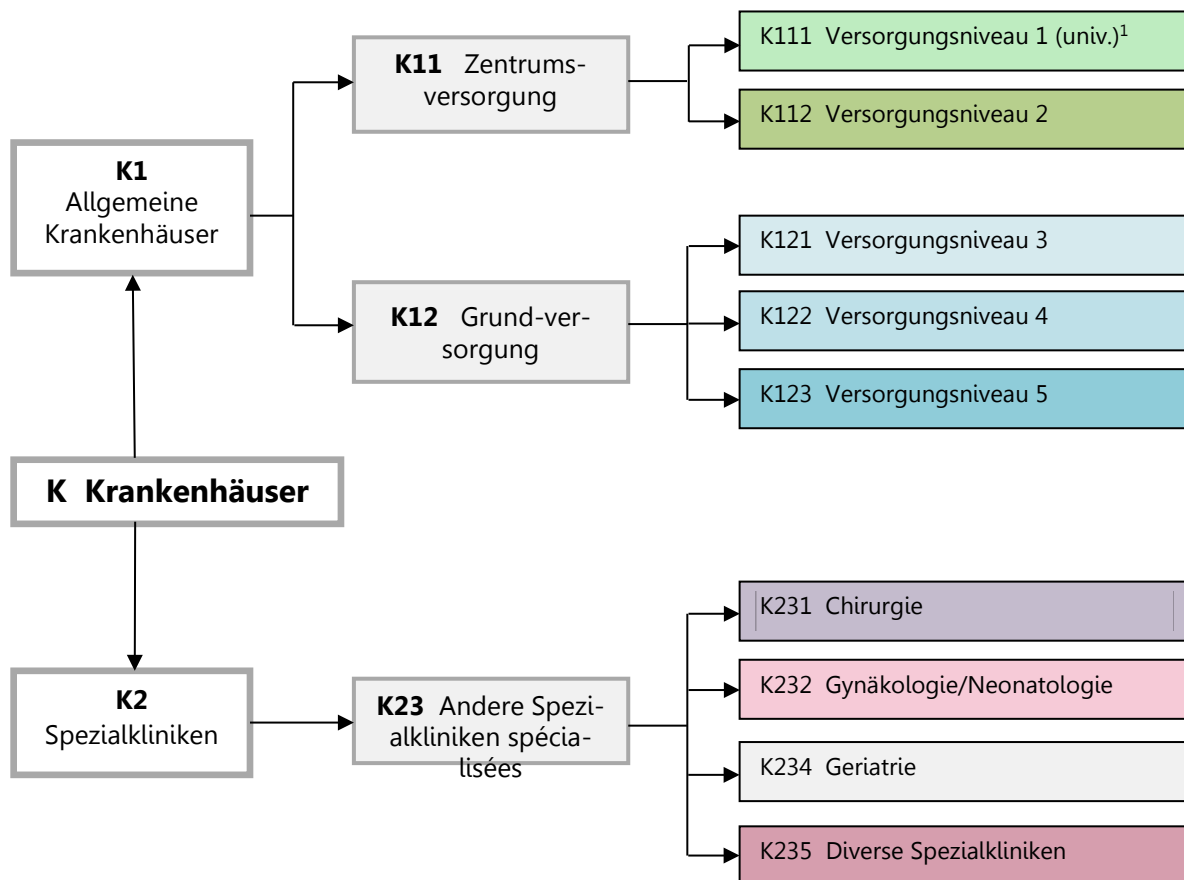 K111 Versorgungsniveau 1 (univ.)¹
K11 Zentrums-
versorgung
K112 Versorgungsniveau 2
K1
Allgemeine
Krankenhäuser
K121 Versorgungsniveau 3
K12 Grund-ver-
sorgung
K122 Versorgungsniveau 4
K123 Versorgungsniveau 5
K Krankenhäuser
K231 Chirurgie
K232 Gynäkologie/Neonatologie
K2
Spezialkliniken
K23 Andere Spezi-
alkliniken spécia-
lisées
K234 Geriatrie
K235 Diverse Spezialkliniken